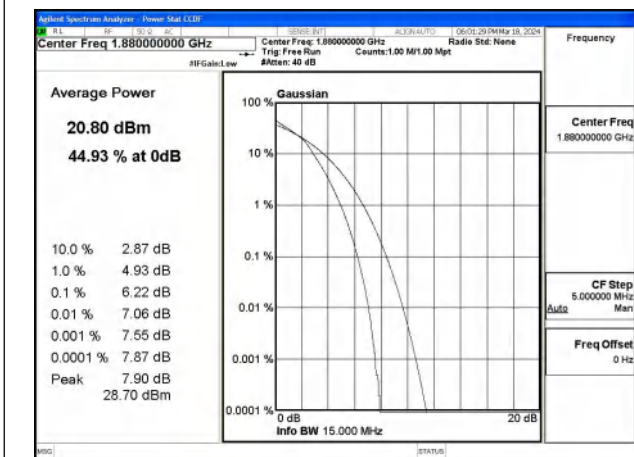 Agilent Spectrum Analyzer - Power Stat CCDF
RL RF 50 Ω AC SENSE:INT ALIGN AUTO 06:01:29 PM Mar 18, 2024
Center Freq 1.880000000 GHz
Center Freq: 1.880000000 GHz Radio Std: None
Trig: Free Run Counts:1.00 M/1.00 Mpt
#IFGain:Low #Atten: 40 dB
Frequency
Average Power
20.80 dBm
44.93 % at 0dB
10.0 % 2.87 dB
1.0 % 4.93 dB
0.1 % 6.22 dB
0.01 % 7.06 dB
0.001 % 7.55 dB
0.0001 % 7.87 dB
Peak 7.90 dB
28.70 dBm
Gaussian
100 %
10 %
1 %
0.1 %
0.01 %
0.001 %
0.0001 %
0 dB 20 dB
Info BW 15.000 MHz
Center Freq
1.880000000 GHz
CF Step
5.000000 MHz
Auto Man
Freq Offset
0 Hz
MSG STATUS